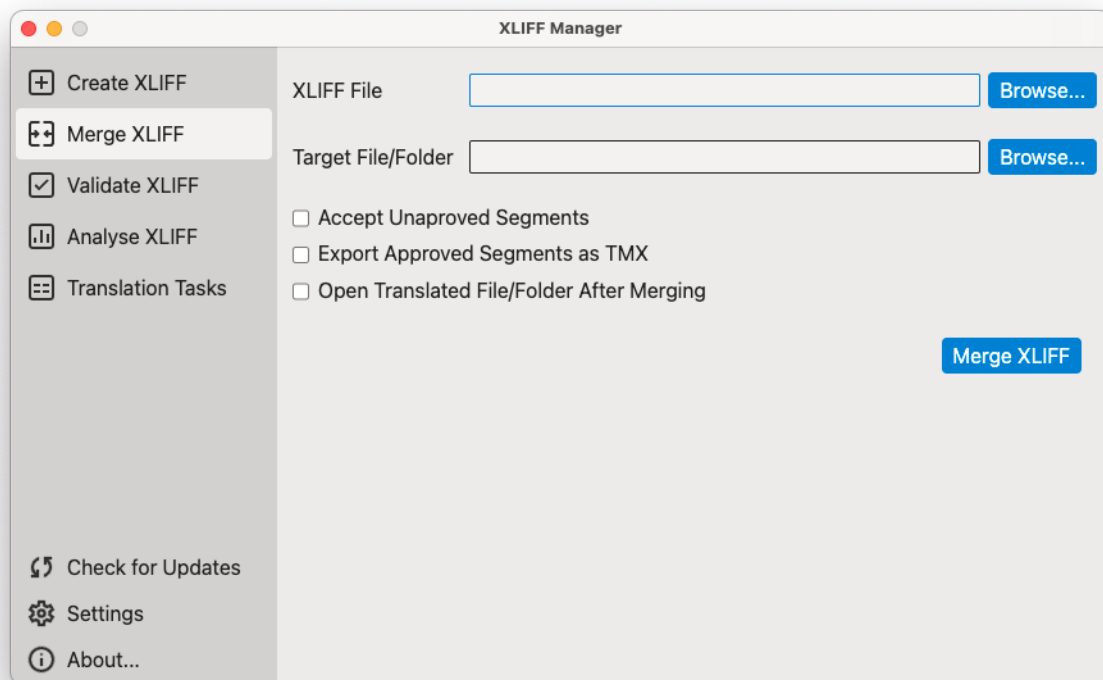 XLIFF Manager
Create XLIFF
Merge XLIFF
Validate XLIFF
Analyse XLIFF
Translation Tasks
Check for Updates
Settings
About...
XLIFF File
Browse...
Target File/Folder
Browse...
Accept Unaproved Segments
Export Approved Segments as TMX
Open Translated File/Folder After Merging
Merge XLIFF